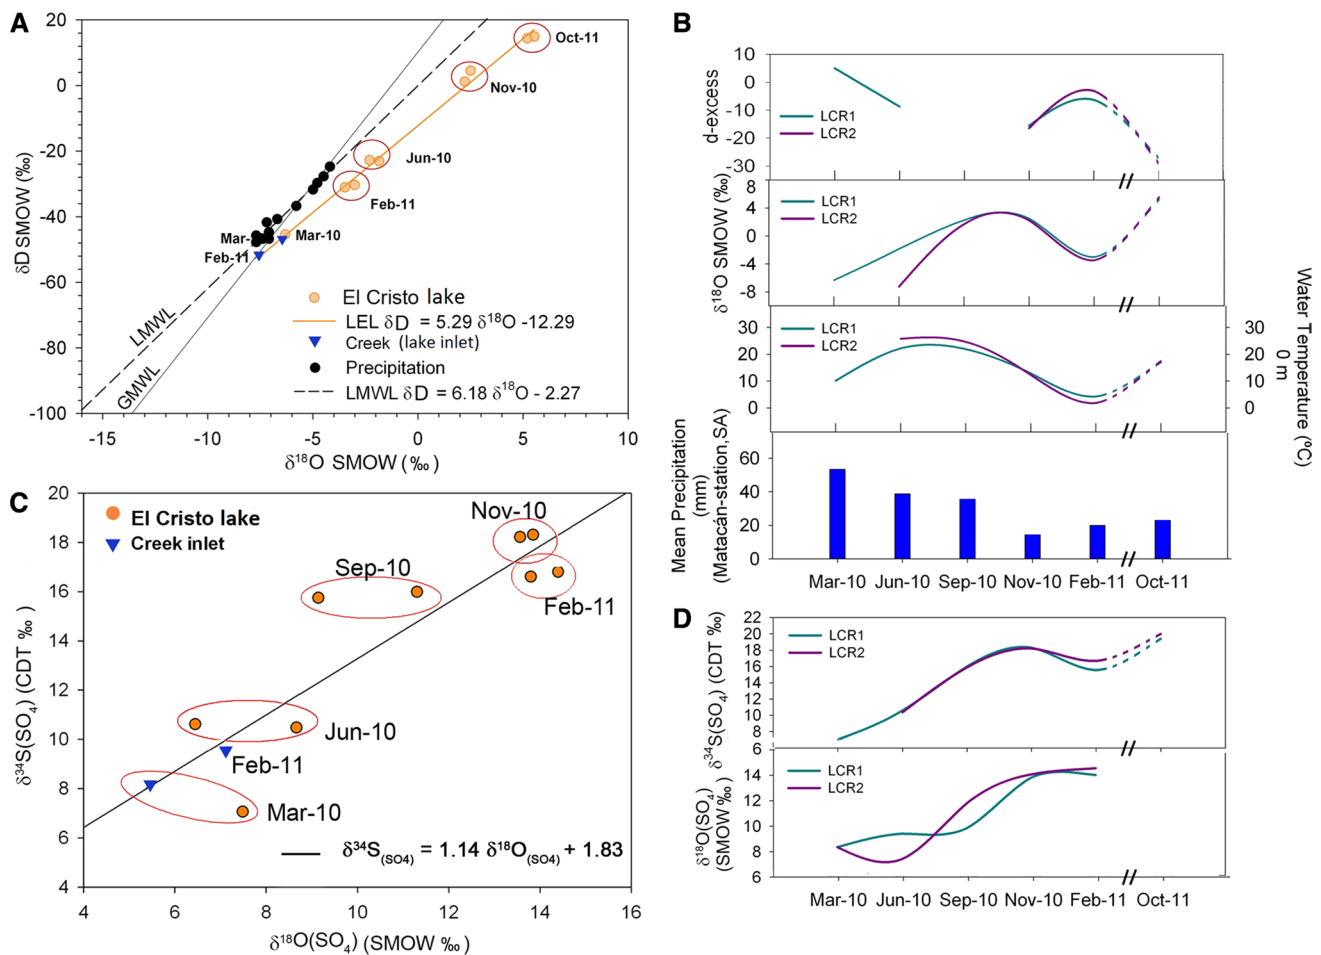 A
20
0
-20
-40
-60
-80
-100
δD SMOW (‰)
Oct-11
Nov-10
Jun-10
Feb-11
Mar-
Mar-10
Feb-11
LMWL
GMWL
El Cristo lake
LEL δD = 5.29 δ¹⁸O -12.29
Creek (lake inlet)
Precipitation
LMWL δD = 6.18 δ¹⁸O - 2.27
-15 -10 -5 0 5 10
δ¹⁸O SMOW (‰)
B
10
0
-10
-20
-30
d-excess
LCR1
LCR2
8
4
0
-4
-8
δ¹⁸O SMOW (‰)
LCR1
LCR2
30
20
10
0
LCR1
LCR2
30
20
10
0
Water Temperature (ºC)
0 m
60
40
20
0
Mean Precipitation
(mm)
(Matacán-station,SA)
Mar-10 Jun-10 Sep-10 Nov-10 Feb-11 Oct-11
C
20
18
16
14
12
10
8
6
4
δ³⁴S(SO₄) (CDT ‰)
El Cristo lake
Creek inlet
Nov-10
Sep-10
Feb-11
Jun-10
Feb-11
Mar-10
δ³⁴S(SO4) = 1.14 δ¹⁸O(SO4) + 1.83
4 6 8 10 12 14 16
δ¹⁸O(SO₄) (SMOW ‰)
D
22
20
18
16
14
12
10
8
6
δ³⁴S(SO₄) (CDT ‰)
LCR1
LCR2
14
12
10
8
6
δ¹⁸O(SO₄)
(SMOW ‰)
LCR1
LCR2
Mar-10 Jun-10 Sep-10 Nov-10 Feb-11 Oct-11